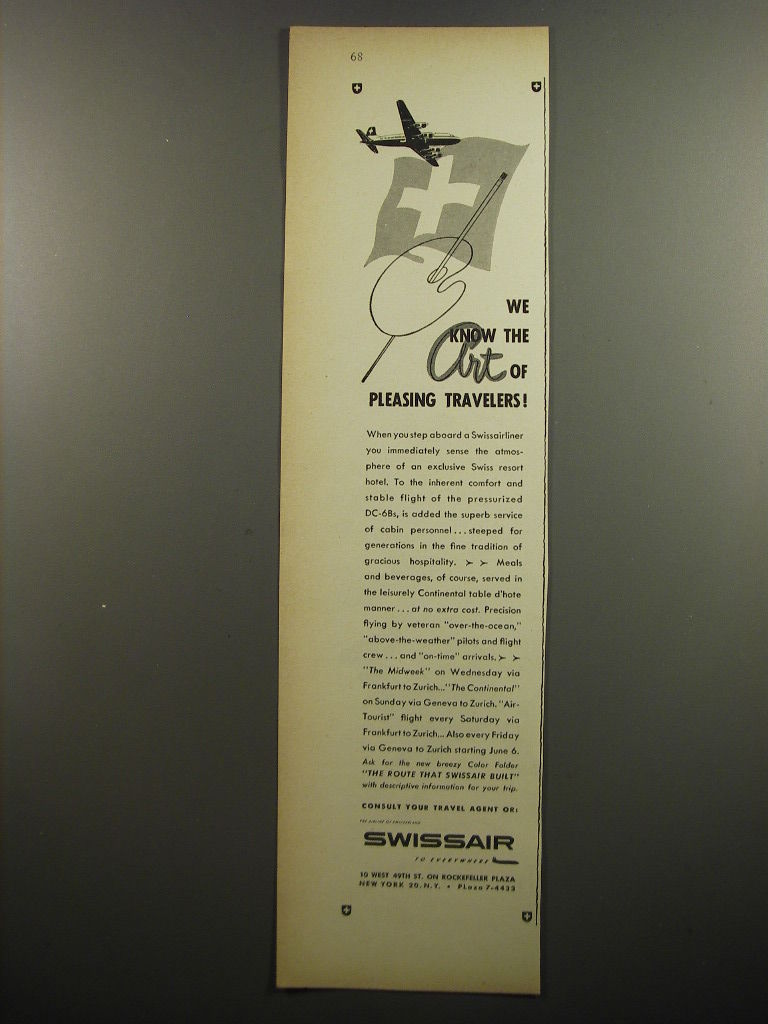 68
WE
KNOW THE
Art OF
PLEASING TRAVELERS!
When you step aboard a Swissairliner
you immediately sense the atmos-
phere of an exclusive Swiss resort
hotel. To the inherent comfort and
stable flight of the pressurized
DC-6Bs, is added the superb service
of cabin personnel... steeped for
generations in the fine tradition of
gracious hospitality. ➤ ➤ Meals
and beverages, of course, served in
the leisurely Continental table d'hote
manner... at no extra cost. Precision
flying by veteran "over-the-ocean,"
"above-the-weather" pilots and flight
crew... and "on-time" arrivals. ➤ ➤
"The Midweek" on Wednesday via
Frankfurt to Zurich..."The Continental"
on Sunday via Geneva to Zurich. "Air-
Tourist" flight every Saturday via
Frankfurt to Zurich... Also every Friday
via Geneva to Zurich starting June 6.
Ask for the new breezy Color Folder
"THE ROUTE THAT SWISSAIR BUILT"
with descriptive information for your trip.
CONSULT YOUR TRAVEL AGENT OR:
THE AIRLINE OF SWITZERLAND
SWISSAIR
TO EVERYWHERE
10 WEST 49TH ST. ON ROCKEFELLER PLAZA
NEW YORK 20, N.Y. • PLaza 7-4433